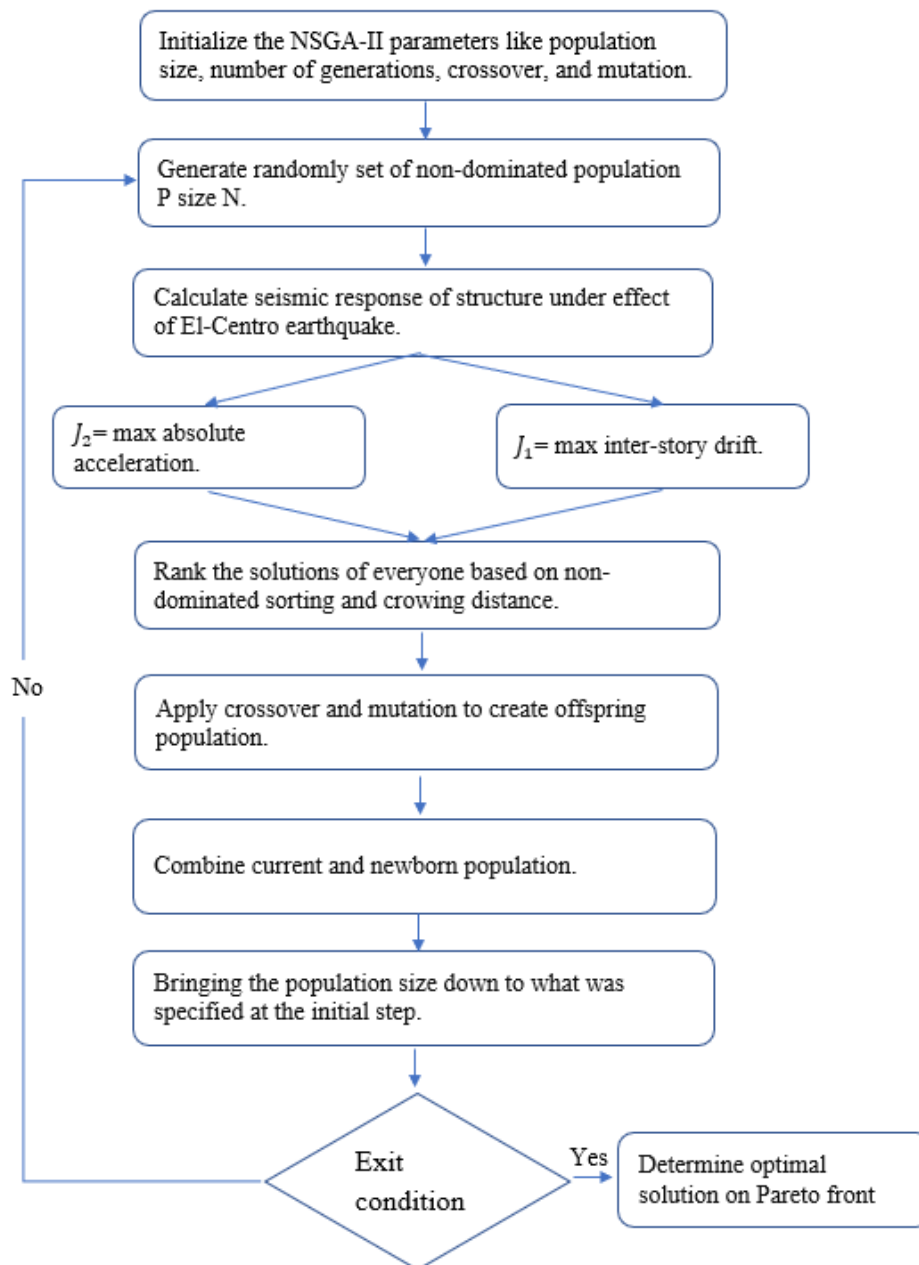 Initialize the NSGA-II parameters like population
size, number of generations, crossover, and mutation.
Generate randomly set of non-dominated population
P size N.
Calculate seismic response of structure under effect
of El-Centro earthquake.
J₂= max absolute
acceleration.
J₁= max inter-story drift.
Rank the solutions of everyone based on non-
dominated sorting and crowing distance.
No
Apply crossover and mutation to create offspring
population.
Combine current and newborn population.
Bringing the population size down to what was
specified at the initial step.
Exit
condition
Yes
Determine optimal
solution on Pareto front